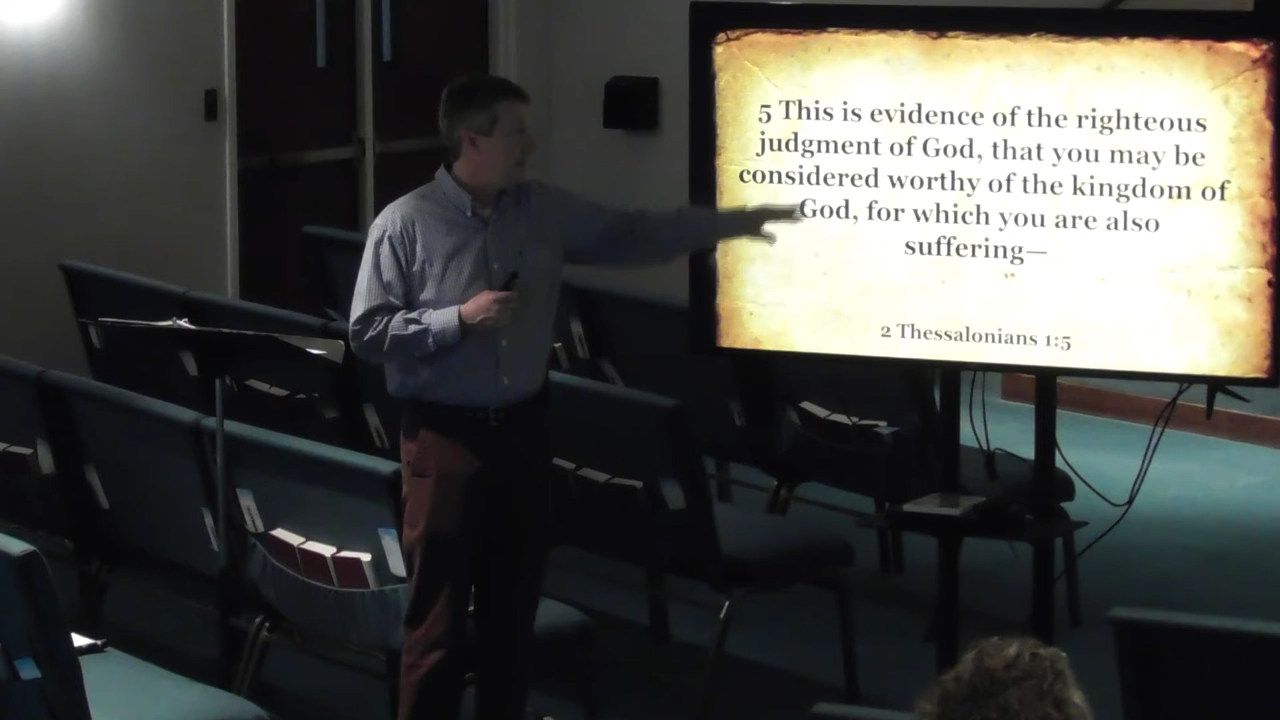 5 This is evidence of the righteous
judgment of God, that you may be
considered worthy of the kingdom of
God, for which you are also
suffering—
2 Thessalonians 1:5